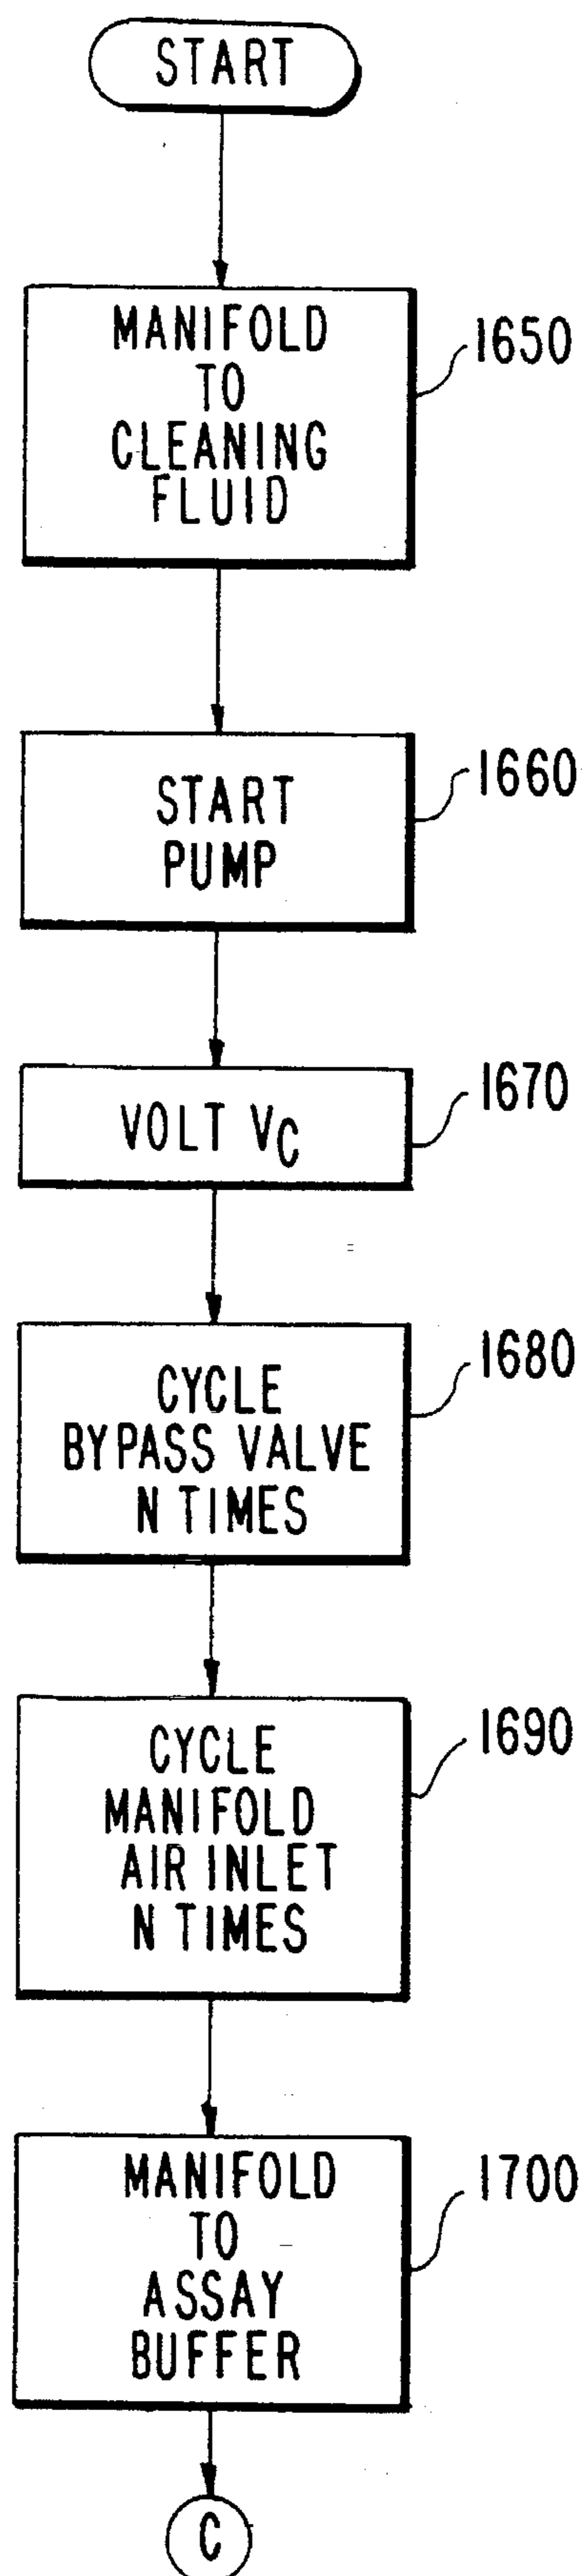 START
MANIFOLD
TO
CLEANING
FLUID
1650
START
PUMP
1660
VOLT VC
1670
CYCLE
BYPASS VALVE
N TIMES
1680
CYCLE
MANIFOLD
AIR INLET
N TIMES
1690
MANIFOLD
TO
ASSAY
BUFFER
1700
C